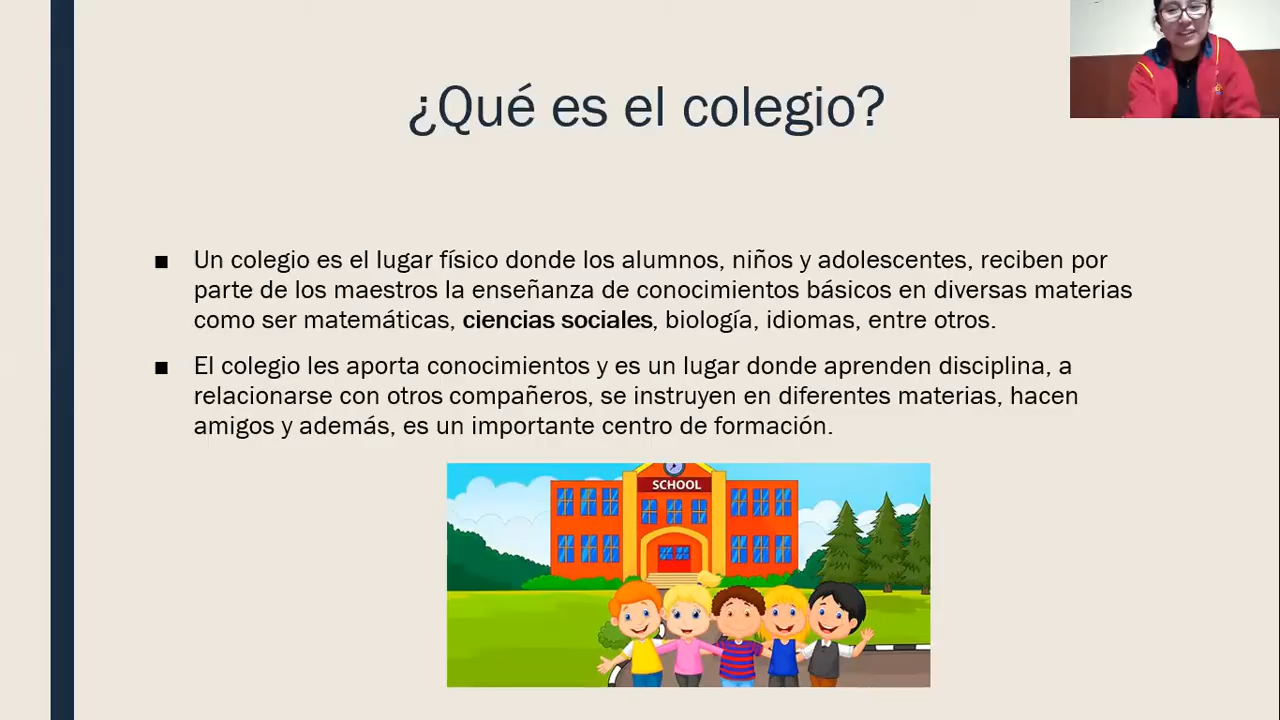 ¿Qué es el colegio?
▪ Un colegio es el lugar físico donde los alumnos, niños y adolescentes, reciben por
parte de los maestros la enseñanza de conocimientos básicos en diversas materias
como ser matemáticas, ciencias sociales, biología, idiomas, entre otros.
▪ El colegio les aporta conocimientos y es un lugar donde aprenden disciplina, a
relacionarse con otros compañeros, se instruyen en diferentes materias, hacen
amigos y además, es un importante centro de formación.
SCHOOL